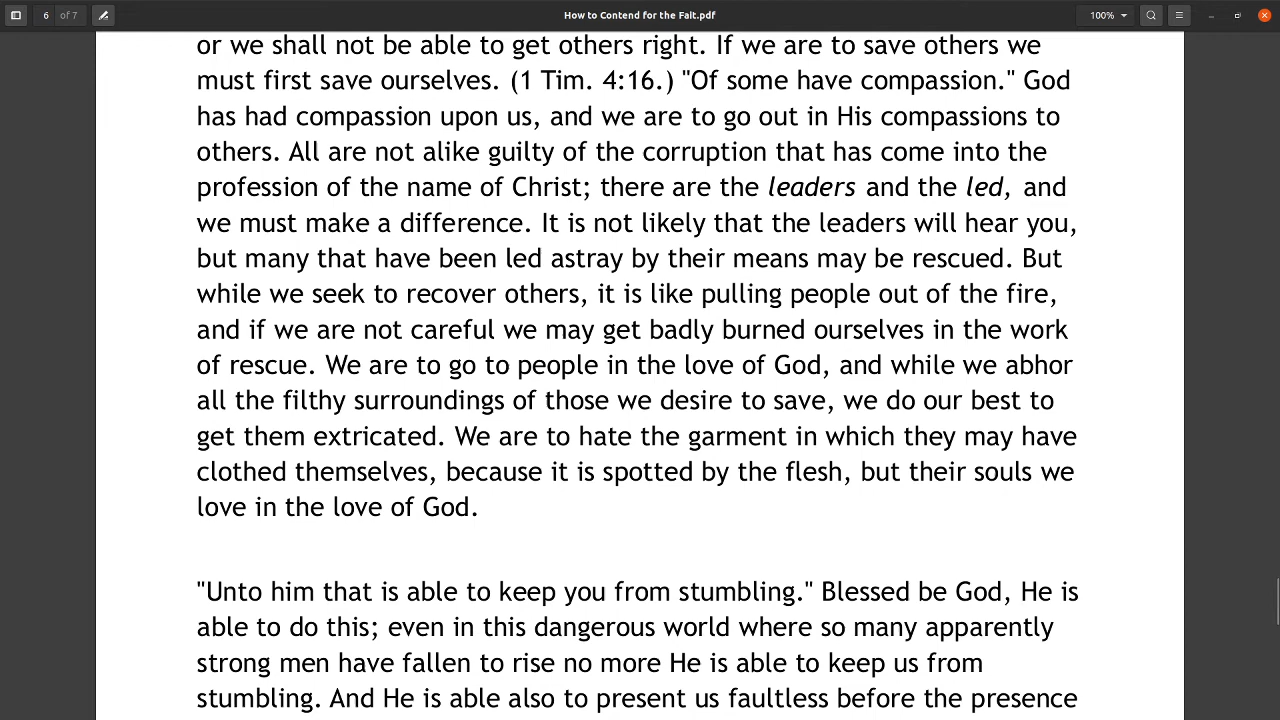 6 of 7
How to Contend for the Fait.pdf
100%
or we shall not be able to get others right. If we are to save others we
must first save ourselves. (1 Tim. 4:16.) "Of some have compassion." God
has had compassion upon us, and we are to go out in His compassions to
others. All are not alike guilty of the corruption that has come into the
profession of the name of Christ; there are the leaders and the led, and
we must make a difference. It is not likely that the leaders will hear you,
but many that have been led astray by their means may be rescued. But
while we seek to recover others, it is like pulling people out of the fire,
and if we are not careful we may get badly burned ourselves in the work
of rescue. We are to go to people in the love of God, and while we abhor
all the filthy surroundings of those we desire to save, we do our best to
get them extricated. We are to hate the garment in which they may have
clothed themselves, because it is spotted by the flesh, but their souls we
love in the love of God.
"Unto him that is able to keep you from stumbling." Blessed be God, He is
able to do this; even in this dangerous world where so many apparently
strong men have fallen to rise no more He is able to keep us from
stumbling. And He is able also to present us faultless before the presence